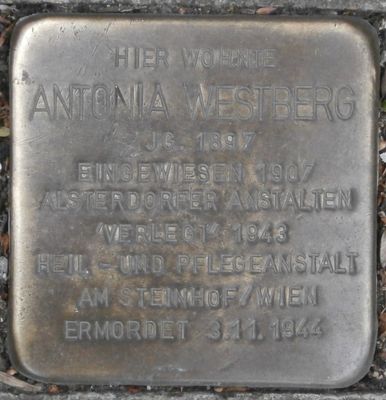 HIER WOHNTE
ANTONIA WESTBERG
JG. 1897
EINGEWIESEN 1907
ALSTERDORFER ANSTALTEN
'VERLEGT' 1943
HEIL-UND PFLEGEANSTALT
AM STEINHOF/WIEN
ERMORDET 3.11.1944